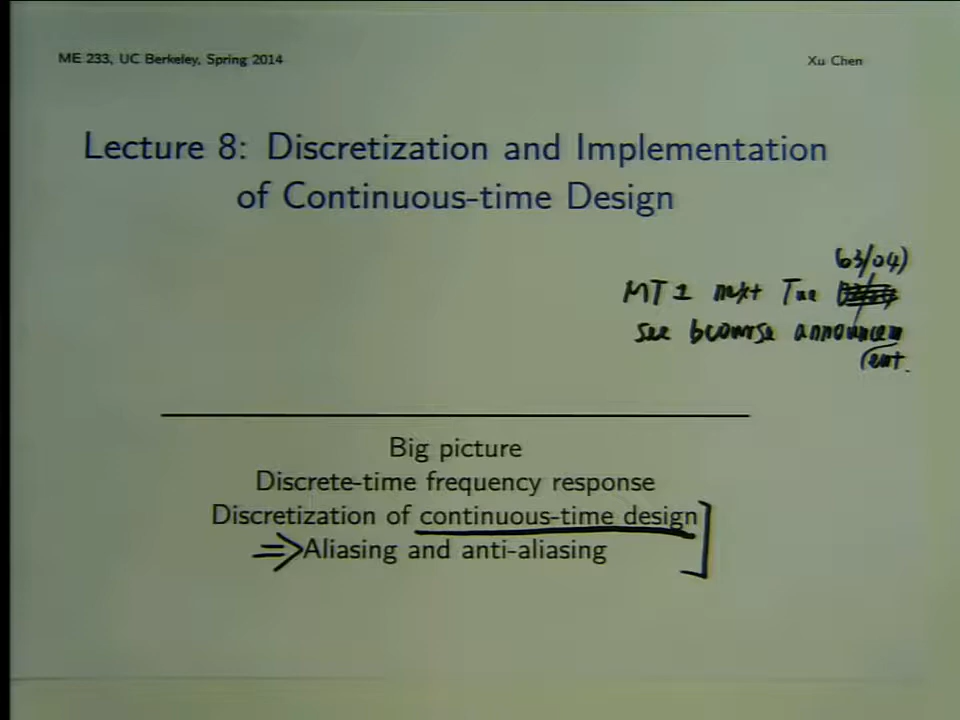 ME 233, UC Berkeley, Spring 2014
Xu Chen
Lecture 8: Discretization and Implementation
of Continuous-time Design
03/04)
MT 1 next Tue
see bcourse announcem
ent.
Big picture
Discrete-time frequency response
Discretization of continuous-time design
⇒ Aliasing and anti-aliasing